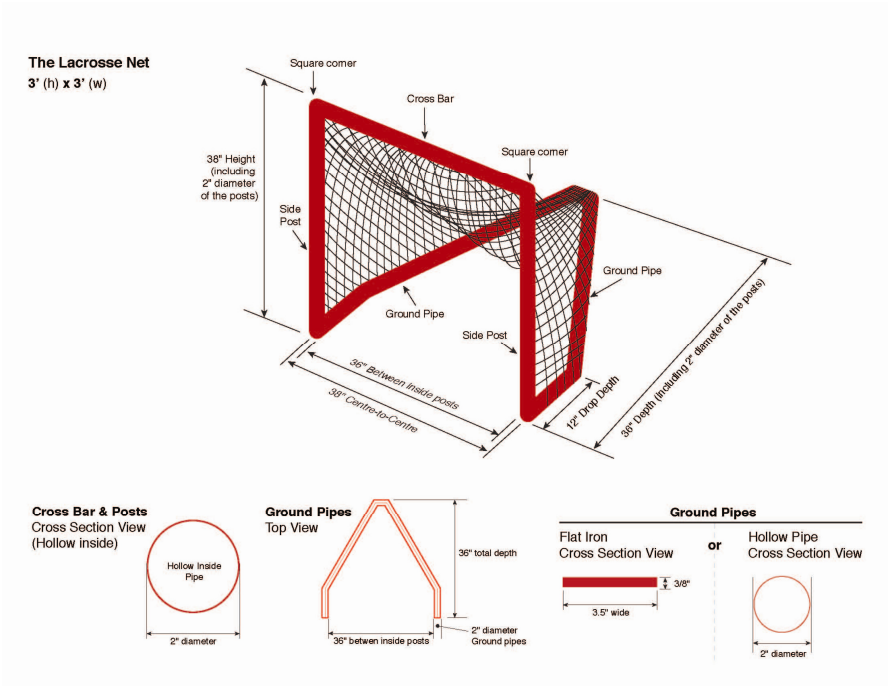 The Lacrosse Net
3' (h) x 3' (w)
Square corner
Cross Bar
Square corner
38" Height
(including
2" diameter
of the posts)
Side
Post
Ground Pipe
Ground Pipe
Side Post
36" Between inside posts
38" Centre-to-Centre
12" Drop Depth
36" Depth (including 2" diameter of the posts)
Cross Bar & Posts
Cross Section View
(Hollow inside)
Hollow Inside
Pipe
2" diameter
Ground Pipes
Top View
36" total depth
36" betwen inside posts
2" diameter
Ground pipes
Ground Pipes
Flat Iron
Cross Section View
or
Hollow Pipe
Cross Section View
3/8"
3.5" wide
2" diameter